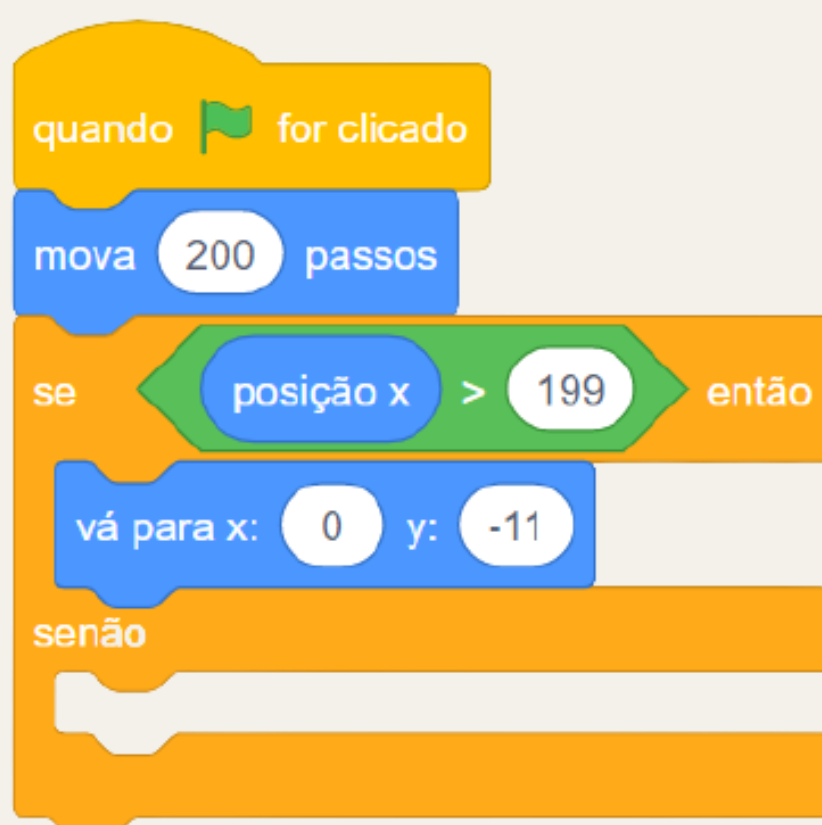 quando for clicado
mova 200 passos
se posição x > 199 então
vá para x: 0 y: -11
senão